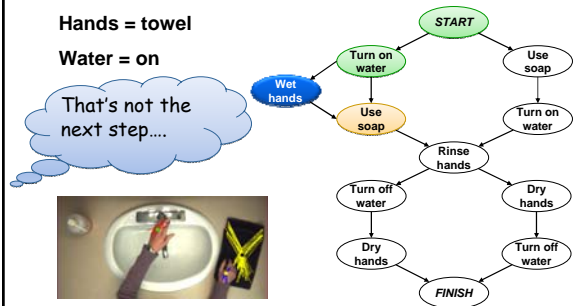 Hands = towel
Water = on
That's not the
next step....
START
Turn on
water
Use
soap
Wet
hands
Use
soap
Turn on
water
Rinse
hands
Turn off
water
Dry
hands
Dry
hands
Turn off
water
FINISH